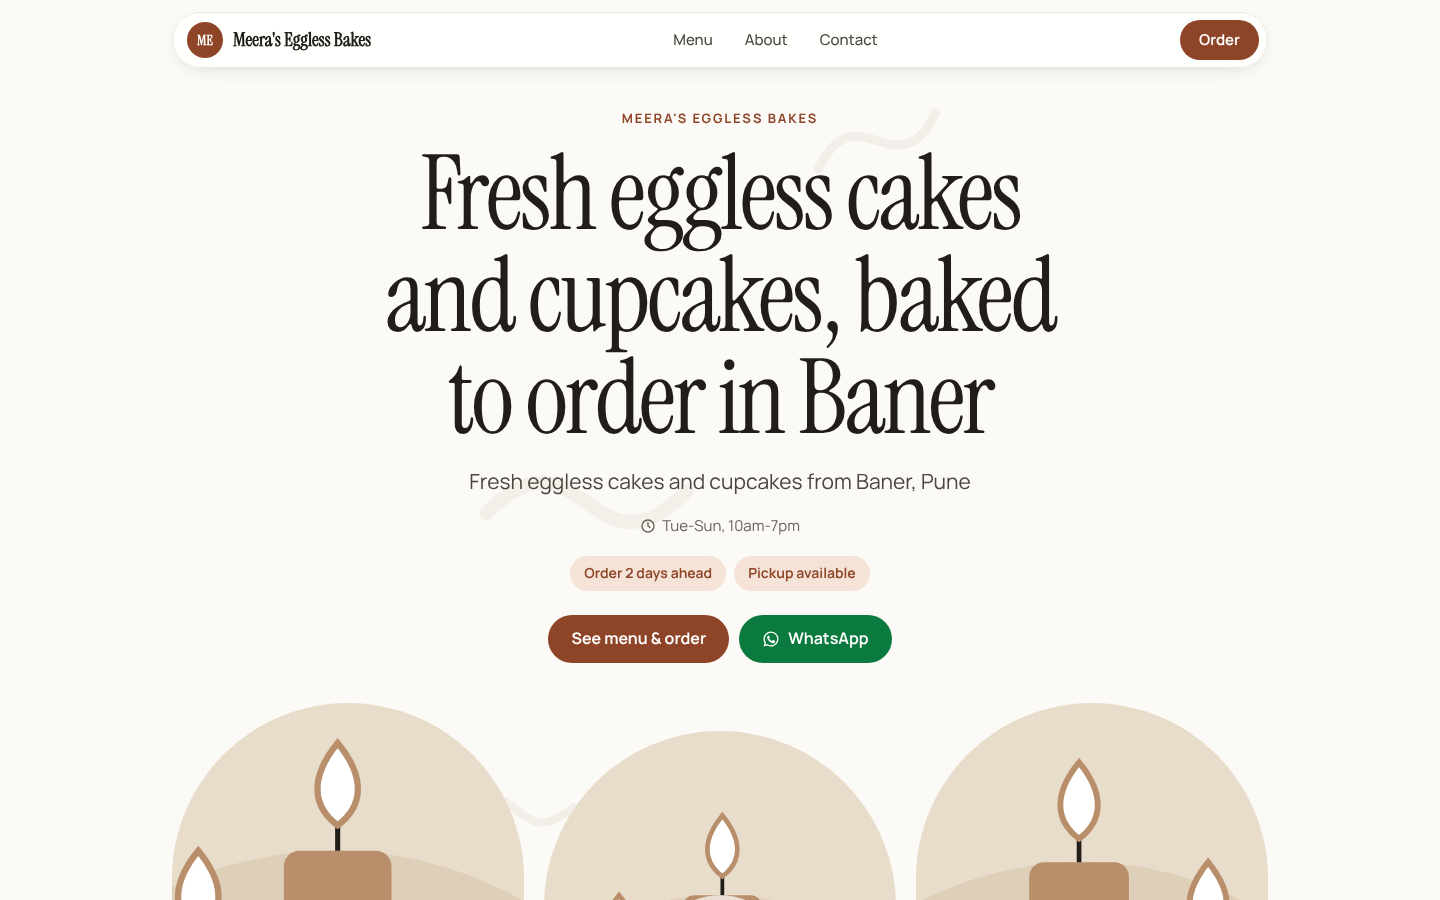 ME Meera's Eggless Bakes Menu About Contact Order
MEERA'S EGGLESS BAKES
Fresh eggless cakes
and cupcakes, baked
to order in Baner
Fresh eggless cakes and cupcakes from Baner, Pune
Tue-Sun, 10am-7pm
Order 2 days ahead Pickup available
See menu & order WhatsApp